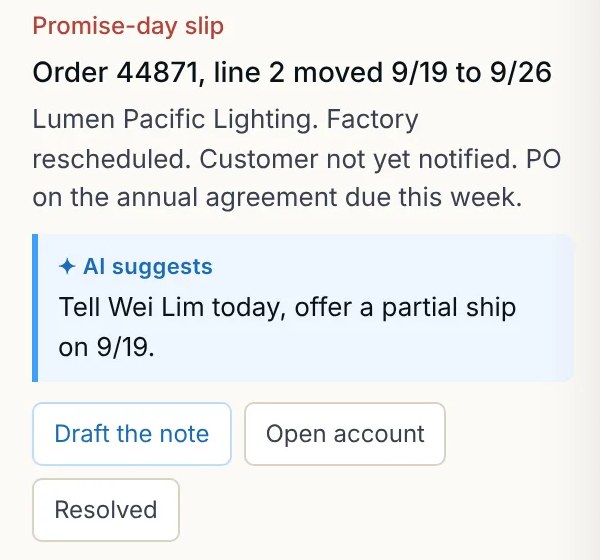 Promise-day slip
Order 44871, line 2 moved 9/19 to 9/26
Lumen Pacific Lighting. Factory
rescheduled. Customer not yet notified. PO
on the annual agreement due this week.
✦ AI suggests
Tell Wei Lim today, offer a partial ship
on 9/19.
Draft the note
Open account
Resolved